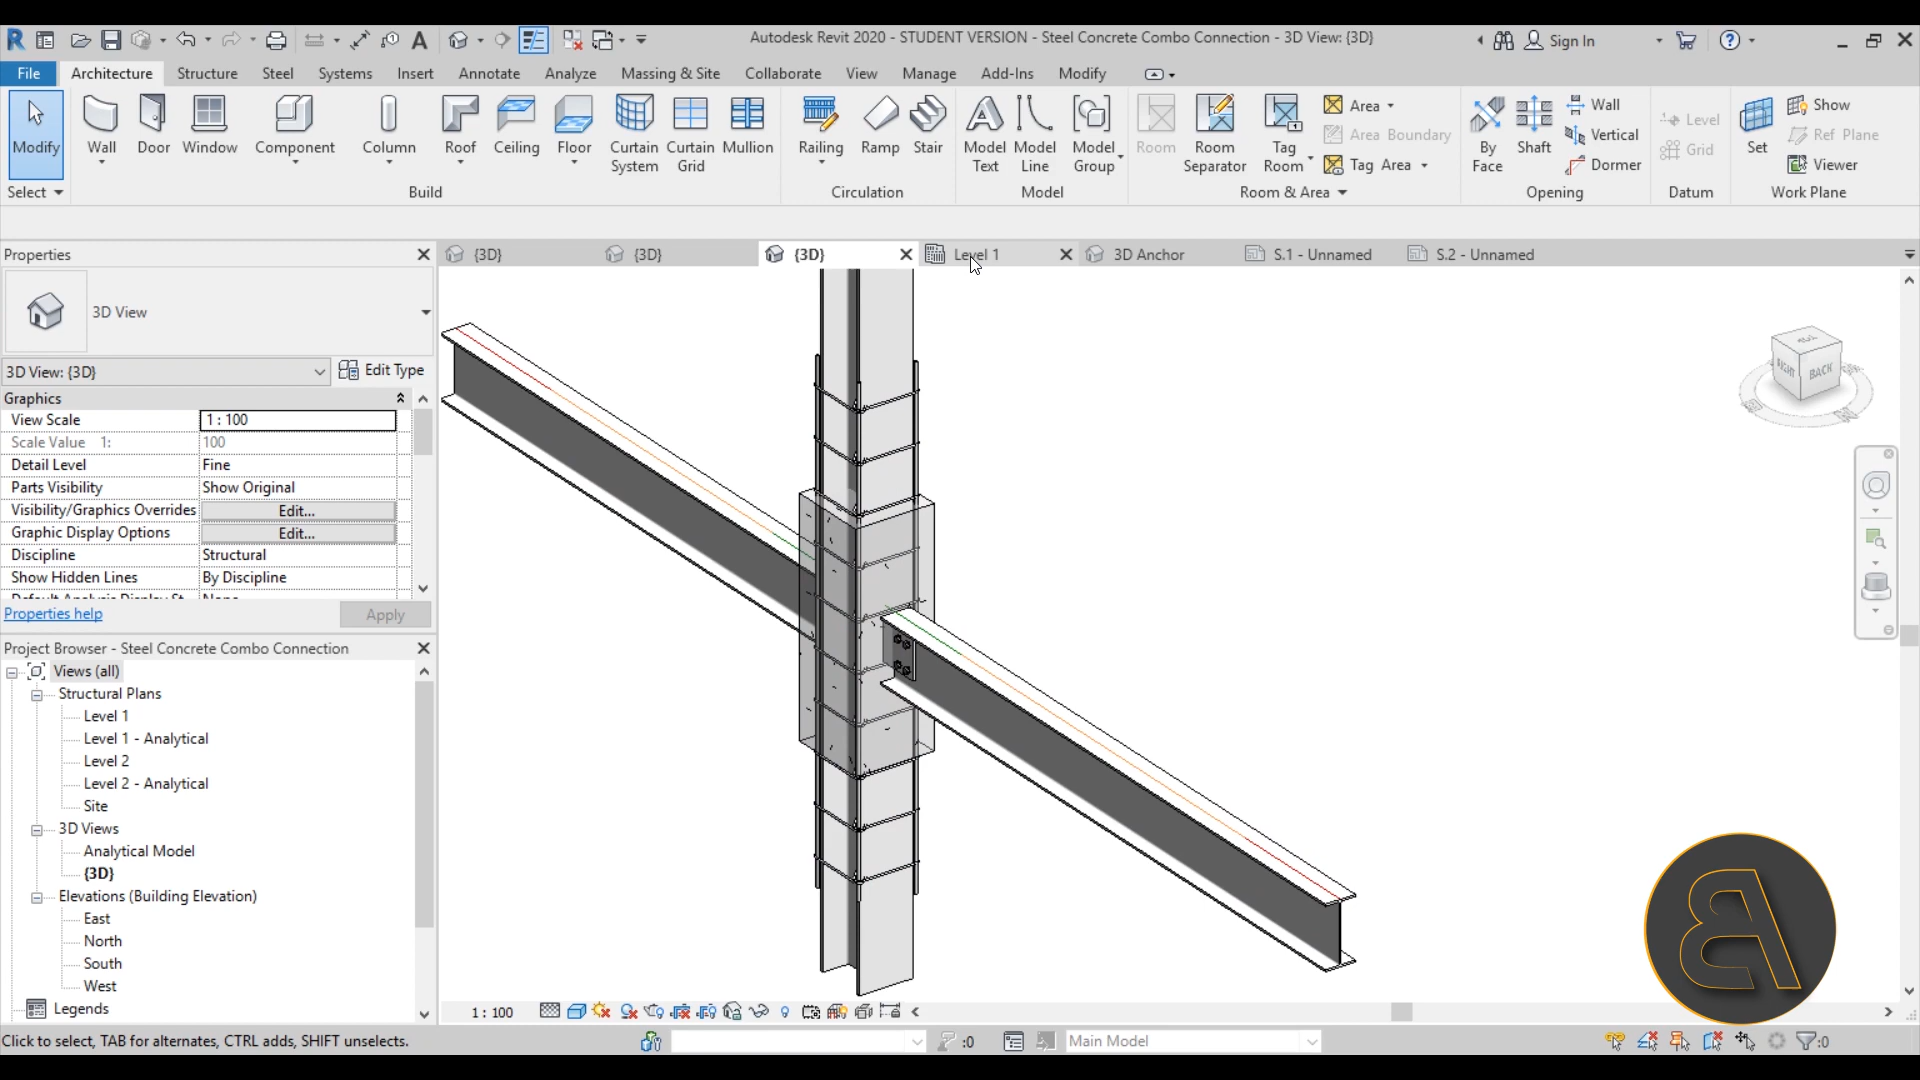 Autodesk Revit 2020 - STUDENT VERSION - Steel Concrete Combo Connection - 3D View: {3D}
Sign In
File Architecture Structure Steel Systems Insert Annotate Analyze Massing & Site Collaborate View Manage Add-Ins Modify
Modify Wall Door Window Component Column Roof Ceiling Floor Curtain System Curtain Grid Mullion Railing Ramp Stair Model Text Model Line Model Group Room Room Separator Tag Room
Area
Area Boundary
Tag Area
By Face Shaft
Wall
Vertical
Dormer
Level
Grid
Set
Show
Ref Plane
Viewer
Select Build Circulation Model Room & Area Opening Datum Work Plane
Properties
{3D} {3D} {3D} Level 1 3D Anchor S.1 - Unnamed S.2 - Unnamed
3D View
3D View: {3D} Edit Type
Graphics
View Scale 1 : 100
Scale Value 1: 100
Detail Level Fine
Parts Visibility Show Original
Visibility/Graphics Overrides Edit...
Graphic Display Options Edit...
Discipline Structural
Show Hidden Lines By Discipline
Default Analysis Display St... None
Properties help Apply
Project Browser - Steel Concrete Combo Connection
Views (all)
Structural Plans
Level 1
Level 1 - Analytical
Level 2
Level 2 - Analytical
Site
3D Views
Analytical Model
{3D}
Elevations (Building Elevation)
East
North
South
West
Legends
RIGHT BACK
1 : 100
Click to select, TAB for alternates, CTRL adds, SHIFT unselects.
:0
Main Model
:0